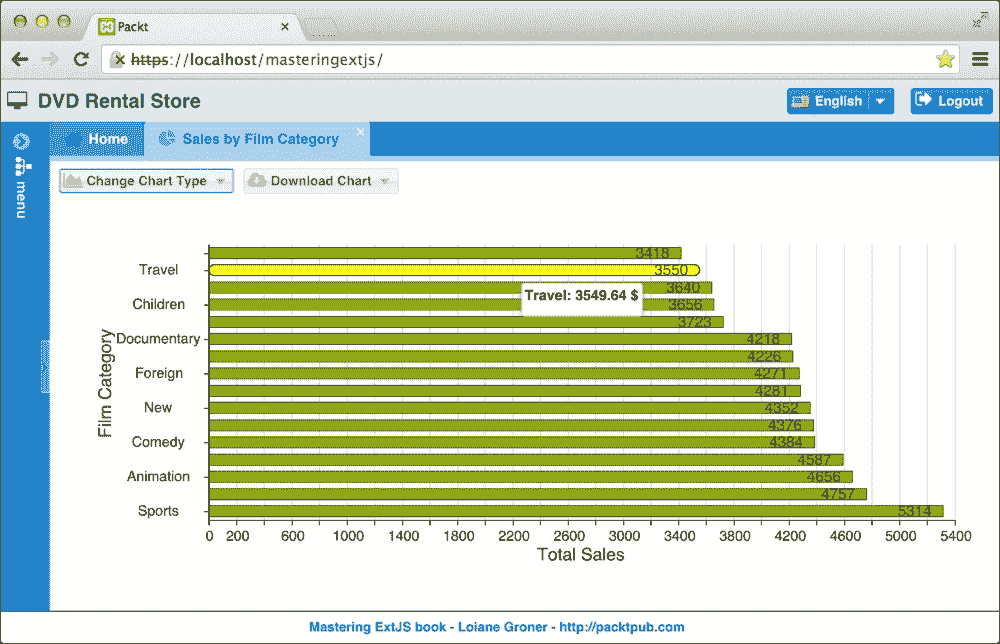 Packt
https://localhost/masteringextjs/
DVD Rental Store
English
Logout
Home
Sales by Film Category
menu
Change Chart Type
Download Chart
3418
Travel
3550
3640
Travel: 3549.64 $
Children
3656
3723
Documentary
4218
4226
Foreign
4271
4281
New
4352
4376
Comedy
4384
4587
Animation
4656
4757
Sports
5314
Film Category
0 200 600 1000 1400 1800 2200 2600 3000 3400 3800 4200 4600 5000 5400
Total Sales
Mastering ExtJS book - Loiane Groner - http://packtpub.com